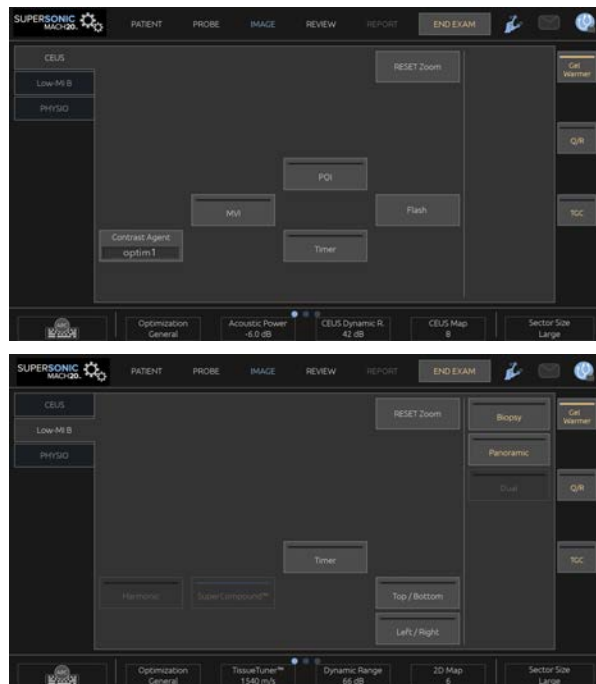 SUPERSONIC
MACH20.
PATIENT
PROBE
IMAGE
REVIEW
REPORT
END EXAM
CEUS
RESET Zoom
Gel
Warmer
Low-MI B
PHYSIO
Q/R
POI
MVI
Flash
TGC
Contrast Agent
optim1
Timer
ABC
Optimization
General
Acoustic Power
-6.0 dB
CEUS Dynamic R.
42 dB
CEUS Map
8
Sector Size
Large
SUPERSONIC
MACH20.
PATIENT
PROBE
IMAGE
REVIEW
REPORT
END EXAM
CEUS
RESET Zoom
Biopsy
Gel
Warmer
Low-MI B
PHYSIO
Panoramic
Dual
Q/R
Timer
TGC
Harmonic
SuperCompound™
Top / Bottom
Left / Right
ABC
Optimization
General
TissueTuner™
1540 m/s
Dynamic Range
66 dB
2D Map
6
Sector Size
Large